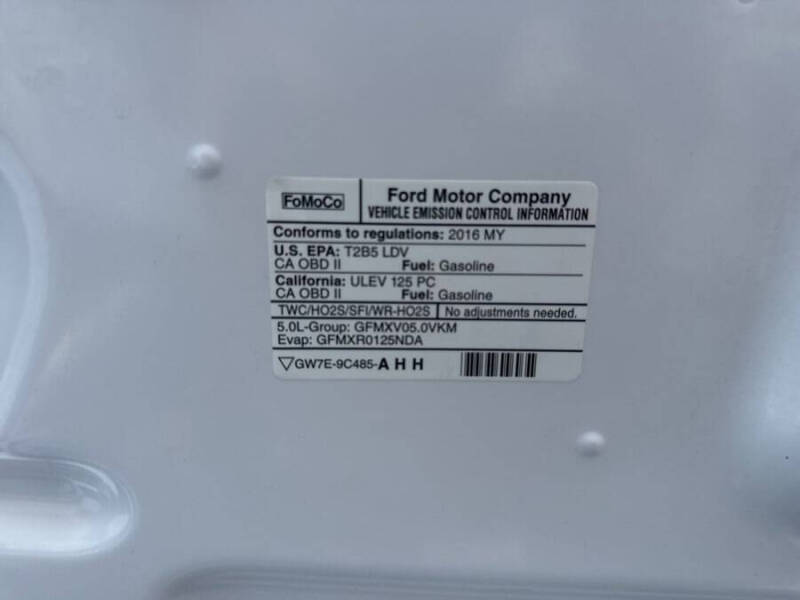 FoMoCo
Ford Motor Company
VEHICLE EMISSION CONTROL INFORMATION
Conforms to regulations: 2016 MY
U.S. EPA: T2B5 LDV
CA OBD II Fuel: Gasoline
California: ULEV 125 PC
CA OBD II Fuel: Gasoline
TWC/HO2S/SFI/WR-HO2S No adjustments needed.
5.0L-Group: GFMXV05.0VKM
Evap: GFMXR0125NDA
GW7E-9C485-AHH